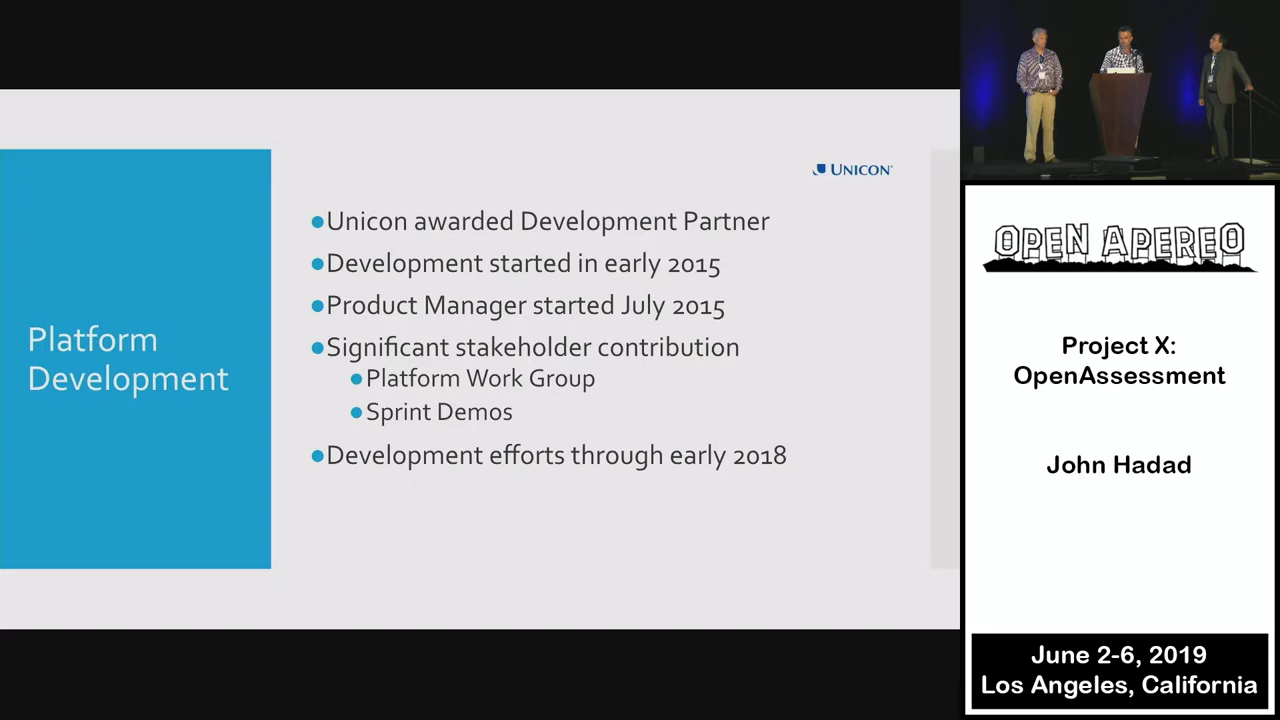 Platform
Development
UNICON
●Unicon awarded Development Partner
●Development started in early 2015
●Product Manager started July 2015
●Significant stakeholder contribution
●Platform Work Group
●Sprint Demos
●Development efforts through early 2018
OPEN APEREO
Project X:
OpenAssessment
John Hadad
June 2-6, 2019
Los Angeles, California